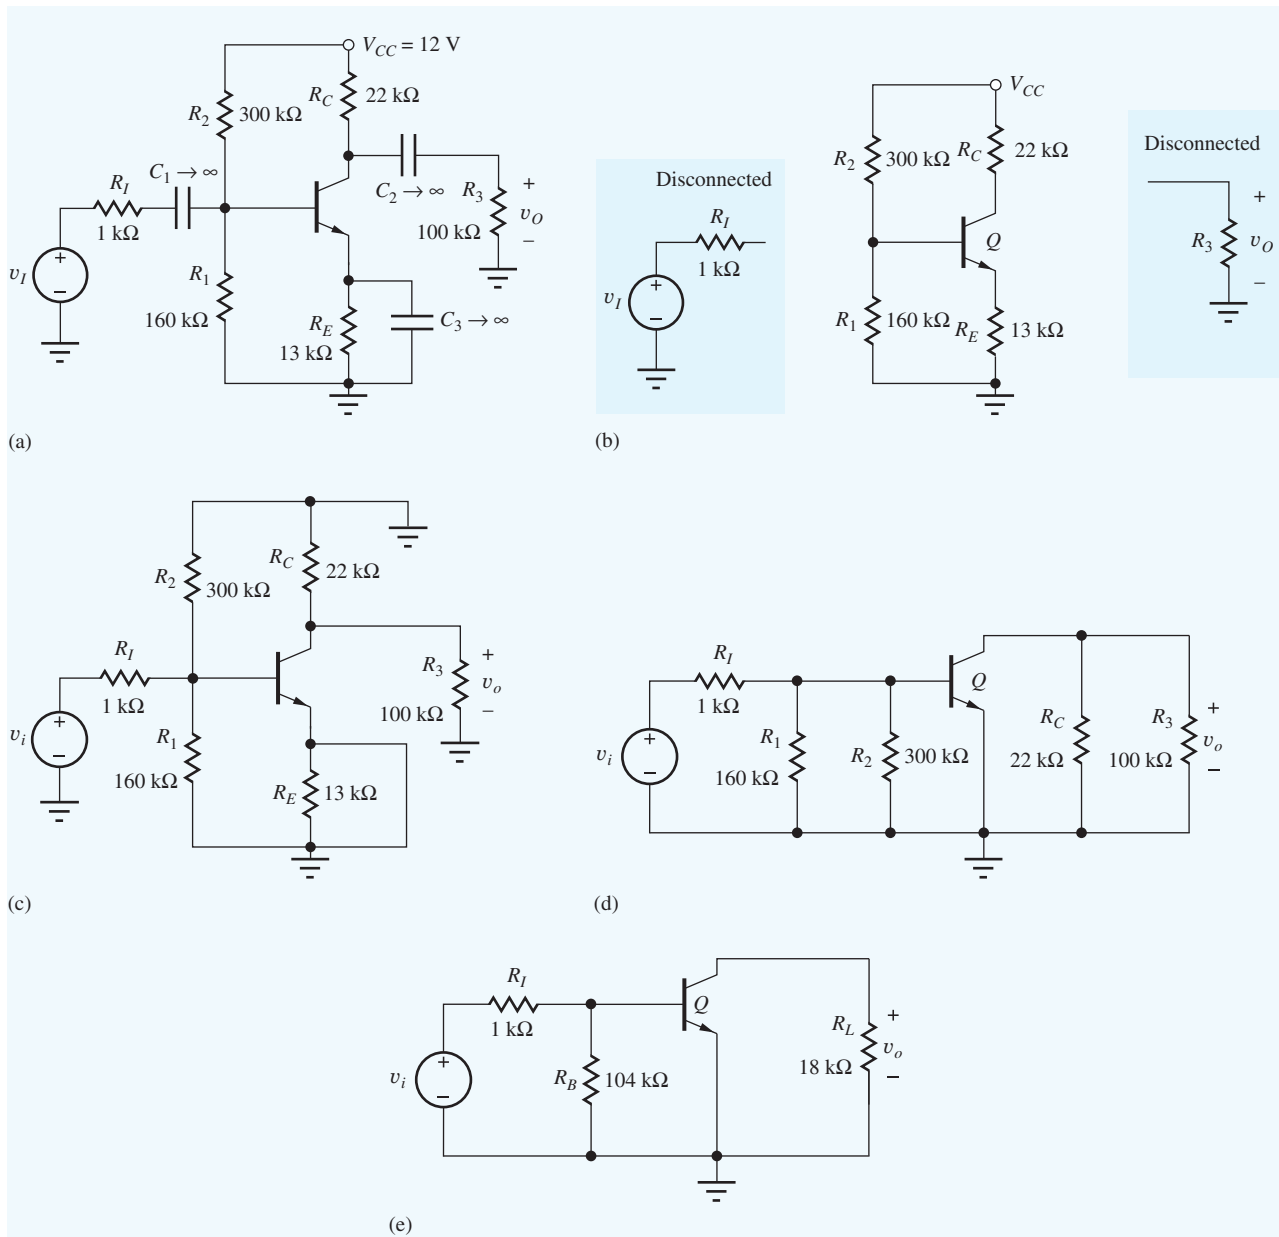 V_CC = 12 V
R_C
22 kΩ
R_2
300 kΩ
C_1 → ∞
R_I
1 kΩ
C_2 → ∞
R_3
100 kΩ
+
v_O
−
v_I
+
−
R_1
160 kΩ
R_E
13 kΩ
C_3 → ∞
(a)
Disconnected
R_I
1 kΩ
v_I
+
−
V_CC
R_2
300 kΩ
R_C
22 kΩ
Q
R_1
160 kΩ
R_E
13 kΩ
Disconnected
R_3
+
v_O
−
(b)
R_C
22 kΩ
R_2
300 kΩ
R_I
1 kΩ
R_3
100 kΩ
+
v_o
−
v_i
+
−
R_1
160 kΩ
R_E
13 kΩ
(c)
R_I
1 kΩ
Q
v_i
+
−
R_1
160 kΩ
R_2
300 kΩ
R_C
22 kΩ
R_3
100 kΩ
+
v_o
−
(d)
R_I
1 kΩ
Q
v_i
+
−
R_B
104 kΩ
R_L
18 kΩ
+
v_o
−
(e)